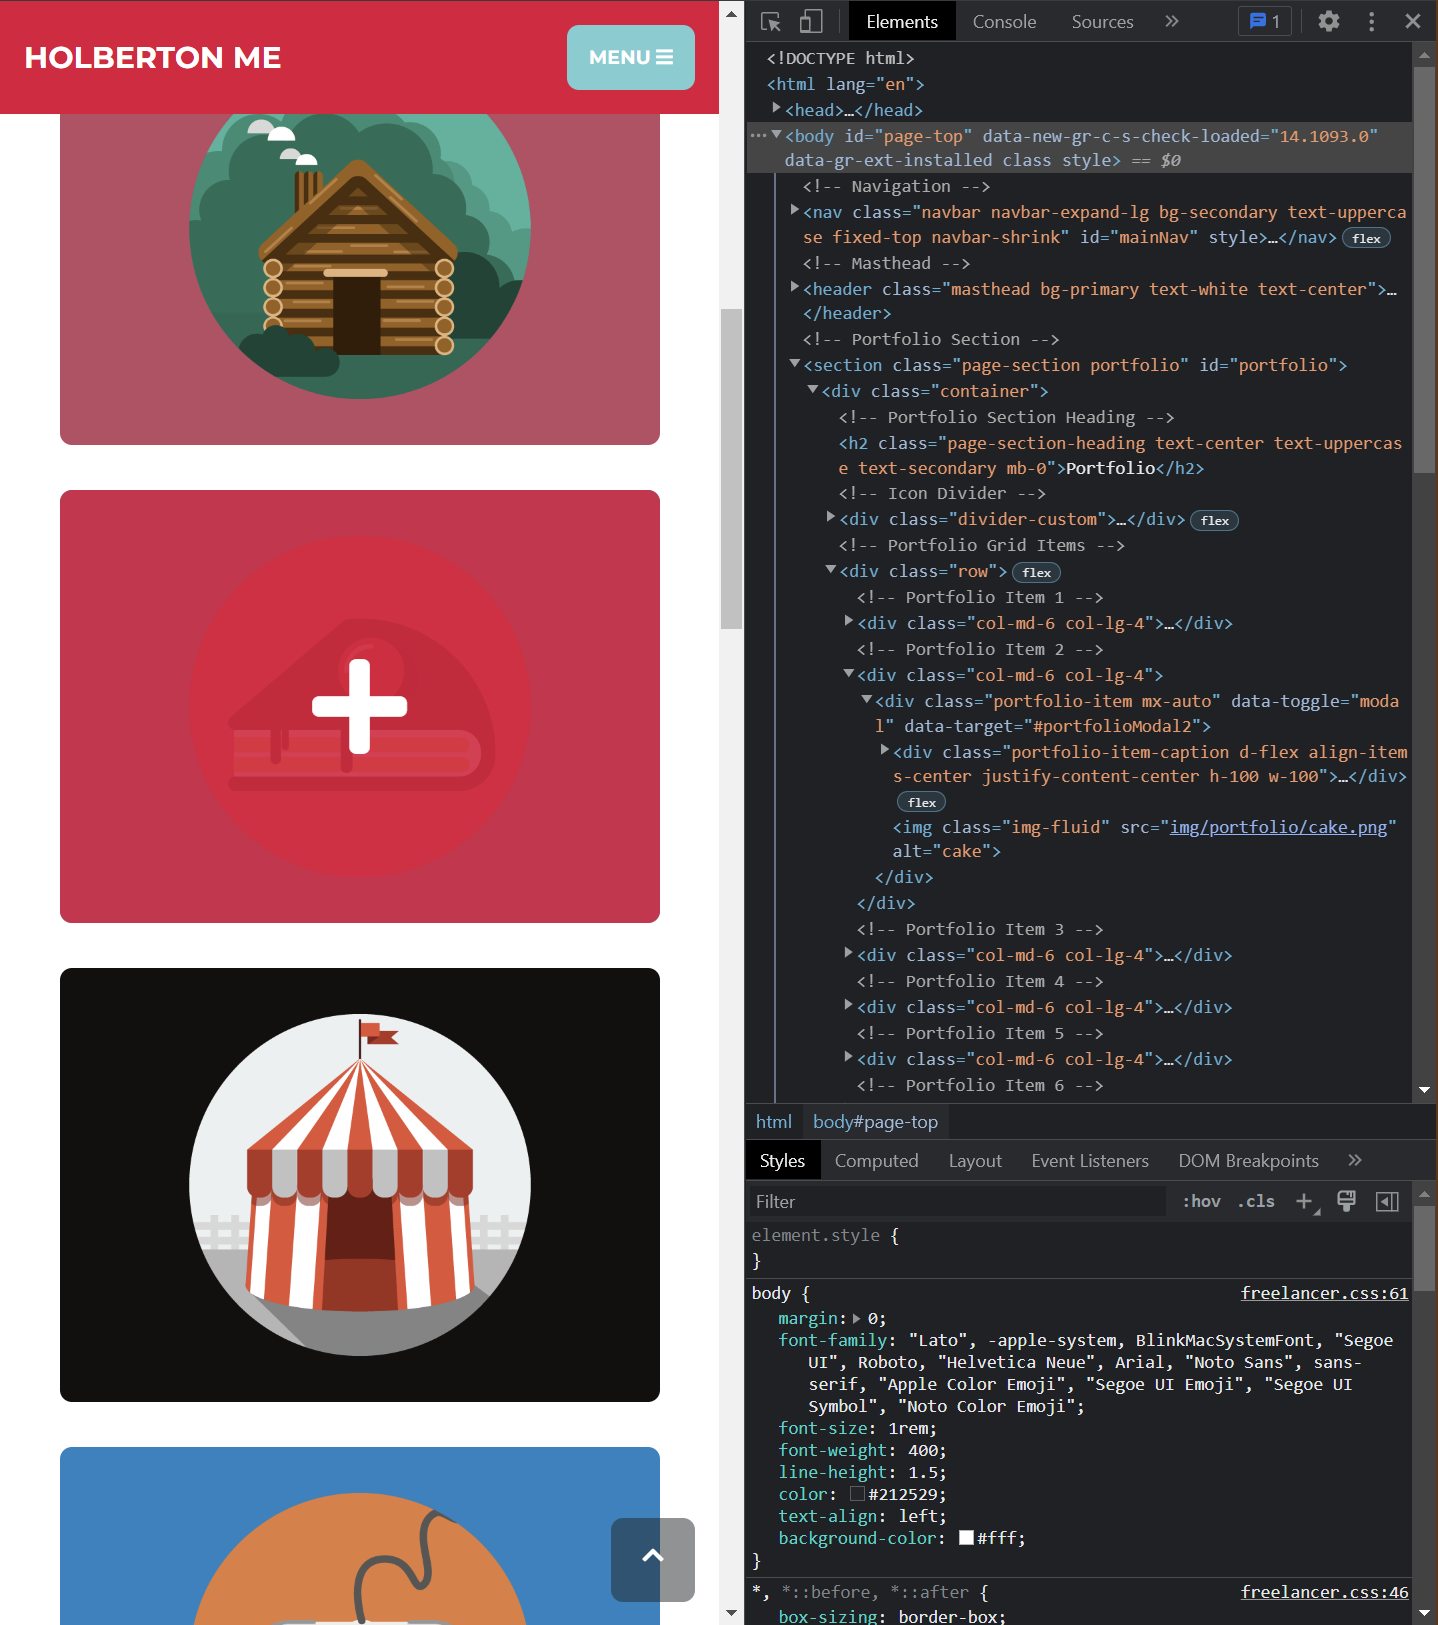 HOLBERTON ME
MENU
Elements Console Sources 1
<!DOCTYPE html>
<html lang="en">
<head>…</head>
<body id="page-top" data-new-gr-c-s-check-loaded="14.1093.0"
data-gr-ext-installed class style> == $0
<!-- Navigation -->
<nav class="navbar navbar-expand-lg bg-secondary text-upperca
se fixed-top navbar-shrink" id="mainNav" style>…</nav> flex
<!-- Masthead -->
<header class="masthead bg-primary text-white text-center">…
</header>
<!-- Portfolio Section -->
<section class="page-section portfolio" id="portfolio">
<div class="container">
<!-- Portfolio Section Heading -->
<h2 class="page-section-heading text-center text-uppercas
e text-secondary mb-0">Portfolio</h2>
<!-- Icon Divider -->
<div class="divider-custom">…</div> flex
<!-- Portfolio Grid Items -->
<div class="row"> flex
<!-- Portfolio Item 1 -->
<div class="col-md-6 col-lg-4">…</div>
<!-- Portfolio Item 2 -->
<div class="col-md-6 col-lg-4">
<div class="portfolio-item mx-auto" data-toggle="moda
l" data-target="#portfolioModal2">
<div class="portfolio-item-caption d-flex align-item
s-center justify-content-center h-100 w-100">…</div>
flex
<img class="img-fluid" src="img/portfolio/cake.png"
alt="cake">
</div>
</div>
<!-- Portfolio Item 3 -->
<div class="col-md-6 col-lg-4">…</div>
<!-- Portfolio Item 4 -->
<div class="col-md-6 col-lg-4">…</div>
<!-- Portfolio Item 5 -->
<div class="col-md-6 col-lg-4">…</div>
<!-- Portfolio Item 6 -->
html body#page-top
Styles Computed Layout Event Listeners DOM Breakpoints
Filter :hov .cls
element.style {
}
body { freelancer.css:61
margin: 0;
font-family: "Lato", -apple-system, BlinkMacSystemFont, "Segoe
UI", Roboto, "Helvetica Neue", Arial, "Noto Sans", sans-
serif, "Apple Color Emoji", "Segoe UI Emoji", "Segoe UI
Symbol", "Noto Color Emoji";
font-size: 1rem;
font-weight: 400;
line-height: 1.5;
color: #212529;
text-align: left;
background-color: #fff;
}
*, *::before, *::after { freelancer.css:46
box-sizing: border-box;